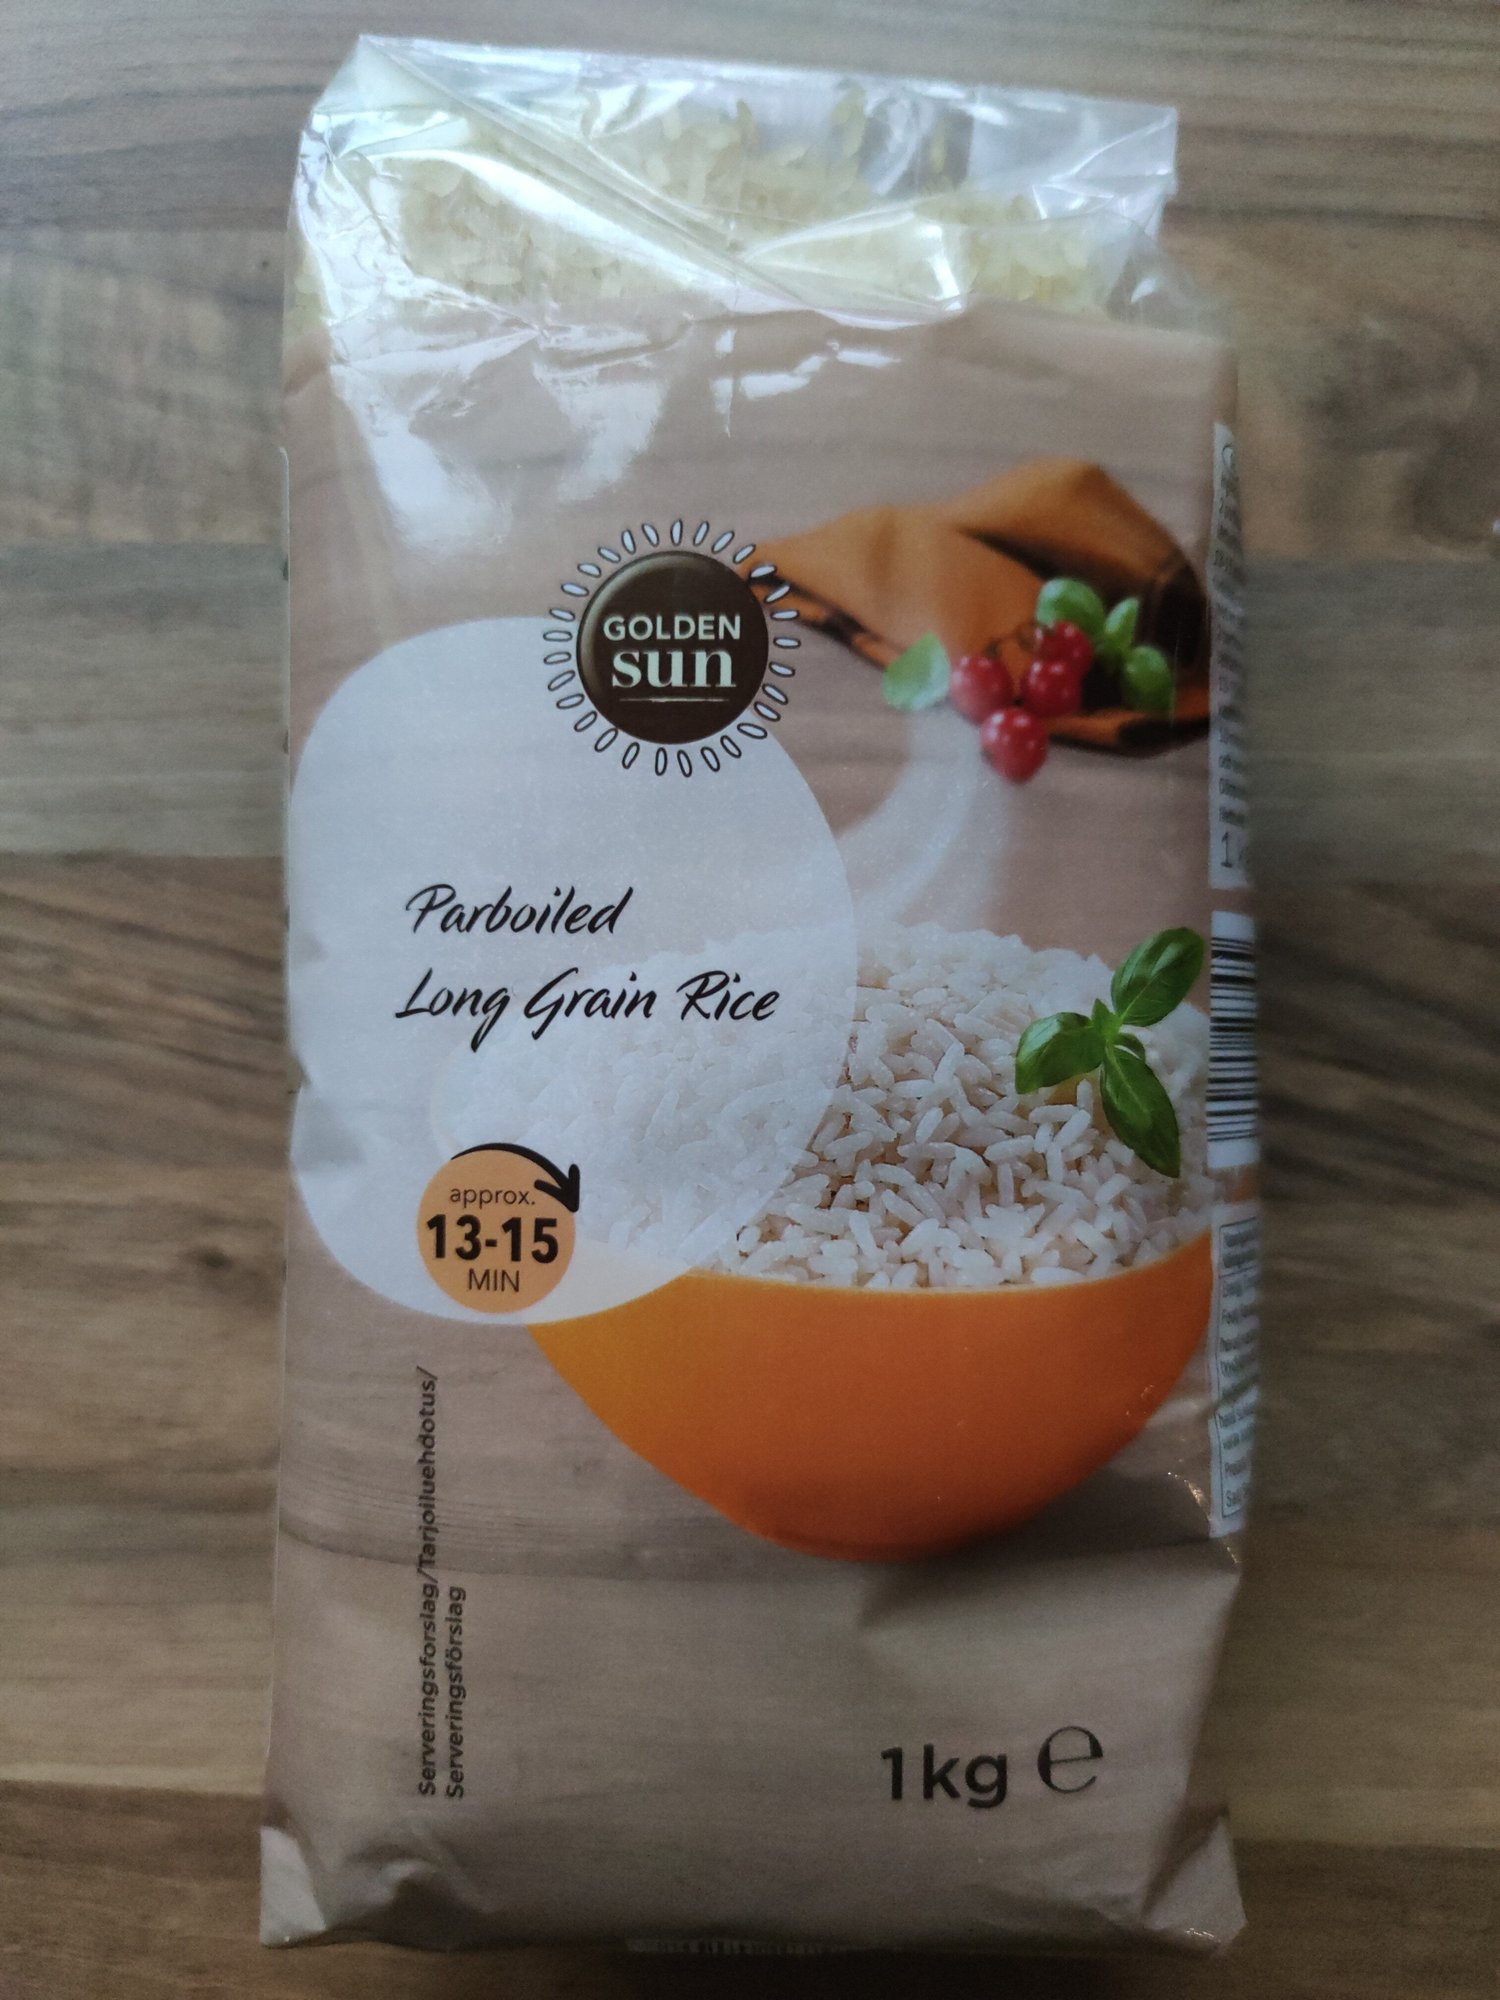 GOLDEN
sun
Parboiled
Long Grain Rice
approx.
13-15
MIN
Serveringsforslag/Tarjoiluehdotus/
Serveringsförslag
1kg ℮